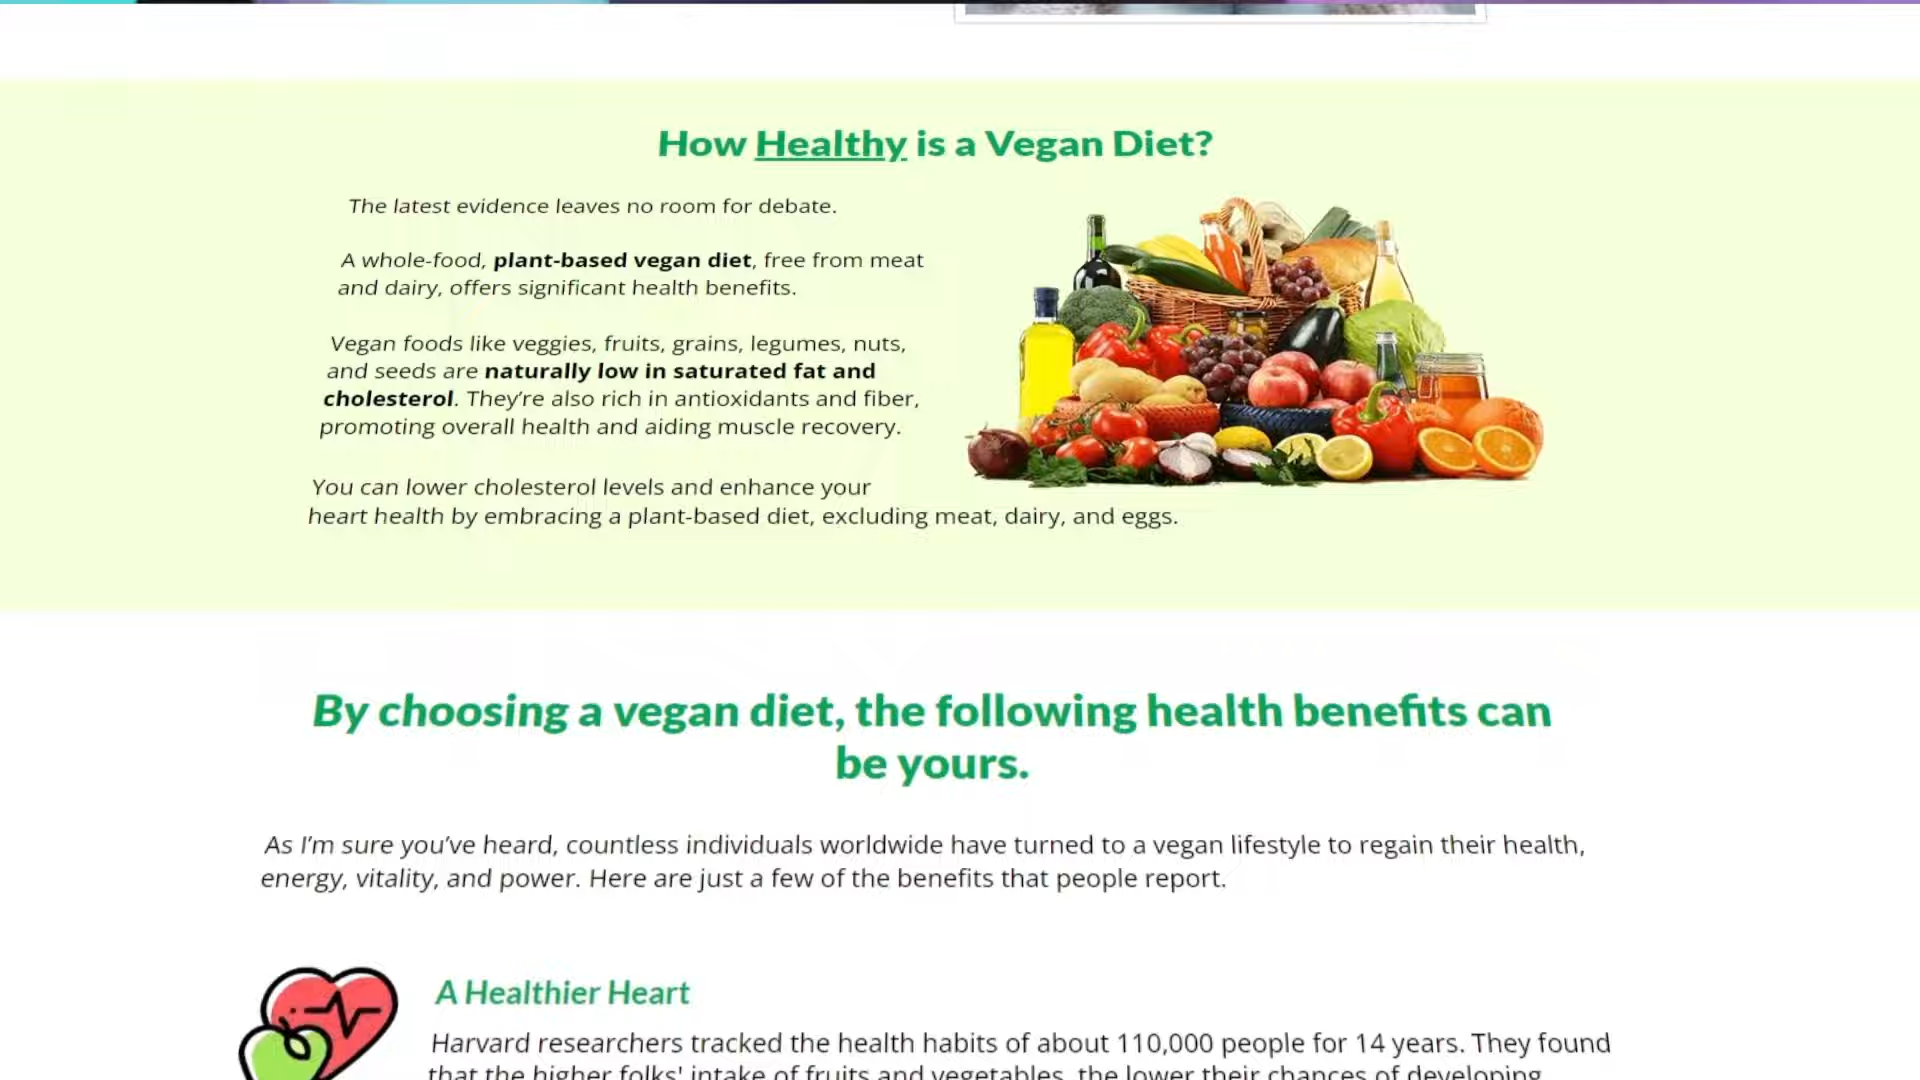 How Healthy is a Vegan Diet?
The latest evidence leaves no room for debate.
A whole-food, plant-based vegan diet, free from meat
and dairy, offers significant health benefits.
Vegan foods like veggies, fruits, grains, legumes, nuts,
and seeds are naturally low in saturated fat and
cholesterol. They’re also rich in antioxidants and fiber,
promoting overall health and aiding muscle recovery.
You can lower cholesterol levels and enhance your
heart health by embracing a plant-based diet, excluding meat, dairy, and eggs.
By choosing a vegan diet, the following health benefits can
be yours.
As I’m sure you’ve heard, countless individuals worldwide have turned to a vegan lifestyle to regain their health,
energy, vitality, and power. Here are just a few of the benefits that people report.
A Healthier Heart
Harvard researchers tracked the health habits of about 110,000 people for 14 years. They found
that the higher folks' intake of fruits and vegetables, the lower their chances of developing